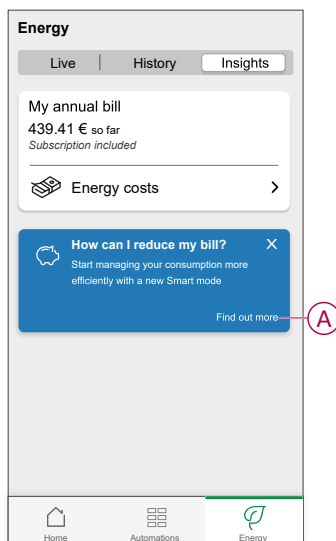 Energy
Live History Insights
My annual bill
439.41 € so far
Subscription included
Energy costs
How can I reduce my bill? X
Start managing your consumption more
efficiently with a new Smart mode
Find out more
A
Home Automations Energy